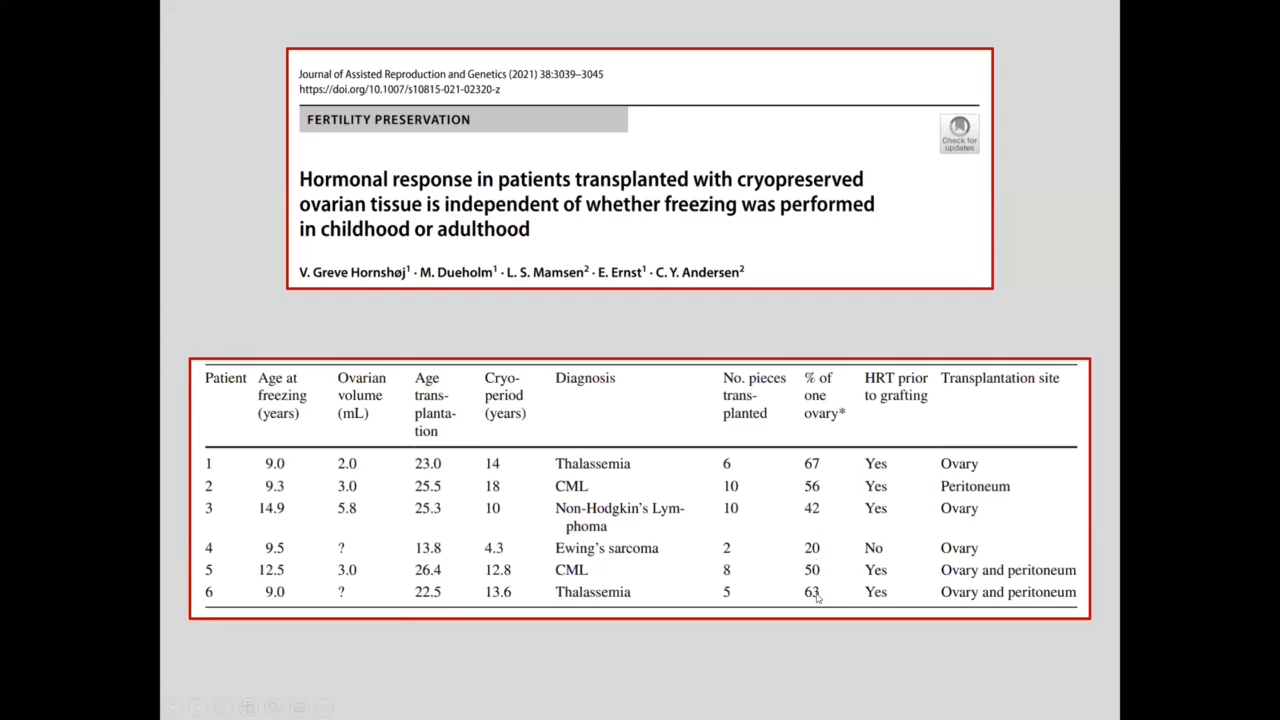 Journal of Assisted Reproduction and Genetics (2021) 38:3039–3045
https://doi.org/10.1007/s10815-021-02320-z
FERTILITY PRESERVATION
Check for
updates
Hormonal response in patients transplanted with cryopreserved
ovarian tissue is independent of whether freezing was performed
in childhood or adulthood
V. Greve Hornshøj1 · M. Dueholm1 · L. S. Mamsen2 · E. Ernst1 · C. Y. Andersen2
Patient Age at Ovarian Age Cryo- Diagnosis No. pieces % of HRT prior Transplantation site
freezing volume trans- period trans- one to grafting
(years) (mL) planta- (years) planted ovary*
tion
1 9.0 2.0 23.0 14 Thalassemia 6 67 Yes Ovary
2 9.3 3.0 25.5 18 CML 10 56 Yes Peritoneum
3 14.9 5.8 25.3 10 Non-Hodgkin's Lym- 10 42 Yes Ovary
phoma
4 9.5 ? 13.8 4.3 Ewing's sarcoma 2 20 No Ovary
5 12.5 3.0 26.4 12.8 CML 8 50 Yes Ovary and peritoneum
6 9.0 ? 22.5 13.6 Thalassemia 5 63 Yes Ovary and peritoneum